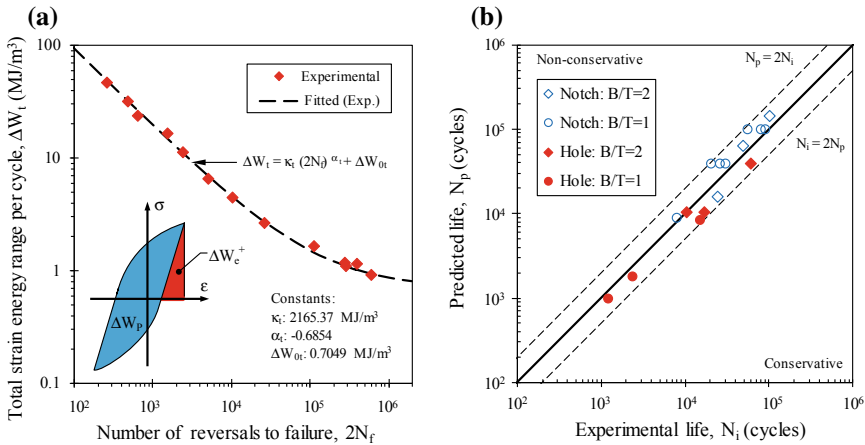 (a)
100
10
1
0.1
Total strain energy range per cycle, ΔWt (MJ/m³)
10² 10³ 10⁴ 10⁵ 10⁶
Number of reversals to failure, 2Nf
Experimental
Fitted (Exp.)
ΔWt = κt (2Nf) αt + ΔW0t
σ
ΔWe⁺
ε
ΔWp
Constants:
κt: 2165.37 MJ/m³
αt: -0.6854
ΔW0t: 0.7049 MJ/m³
(b)
10⁶
10⁵
10⁴
10³
10²
Predicted life, Np (cycles)
10² 10³ 10⁴ 10⁵ 10⁶
Experimental life, Ni (cycles)
Non-conservative
Np = 2Ni
Notch: B/T=2
Notch: B/T=1
Hole: B/T=2
Hole: B/T=1
Ni = 2Np
Conservative